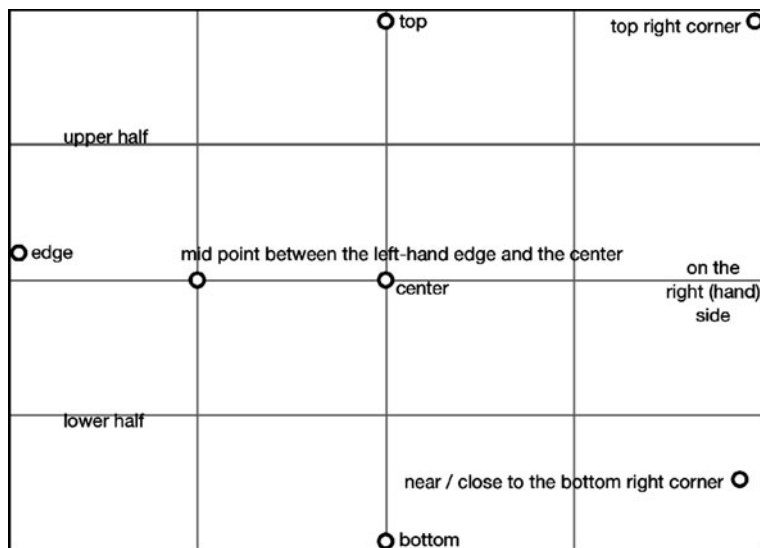 top
top right corner
upper half
edge
mid point between the left-hand edge and the center
center
on the
right (hand)
side
lower half
near / close to the bottom right corner
bottom